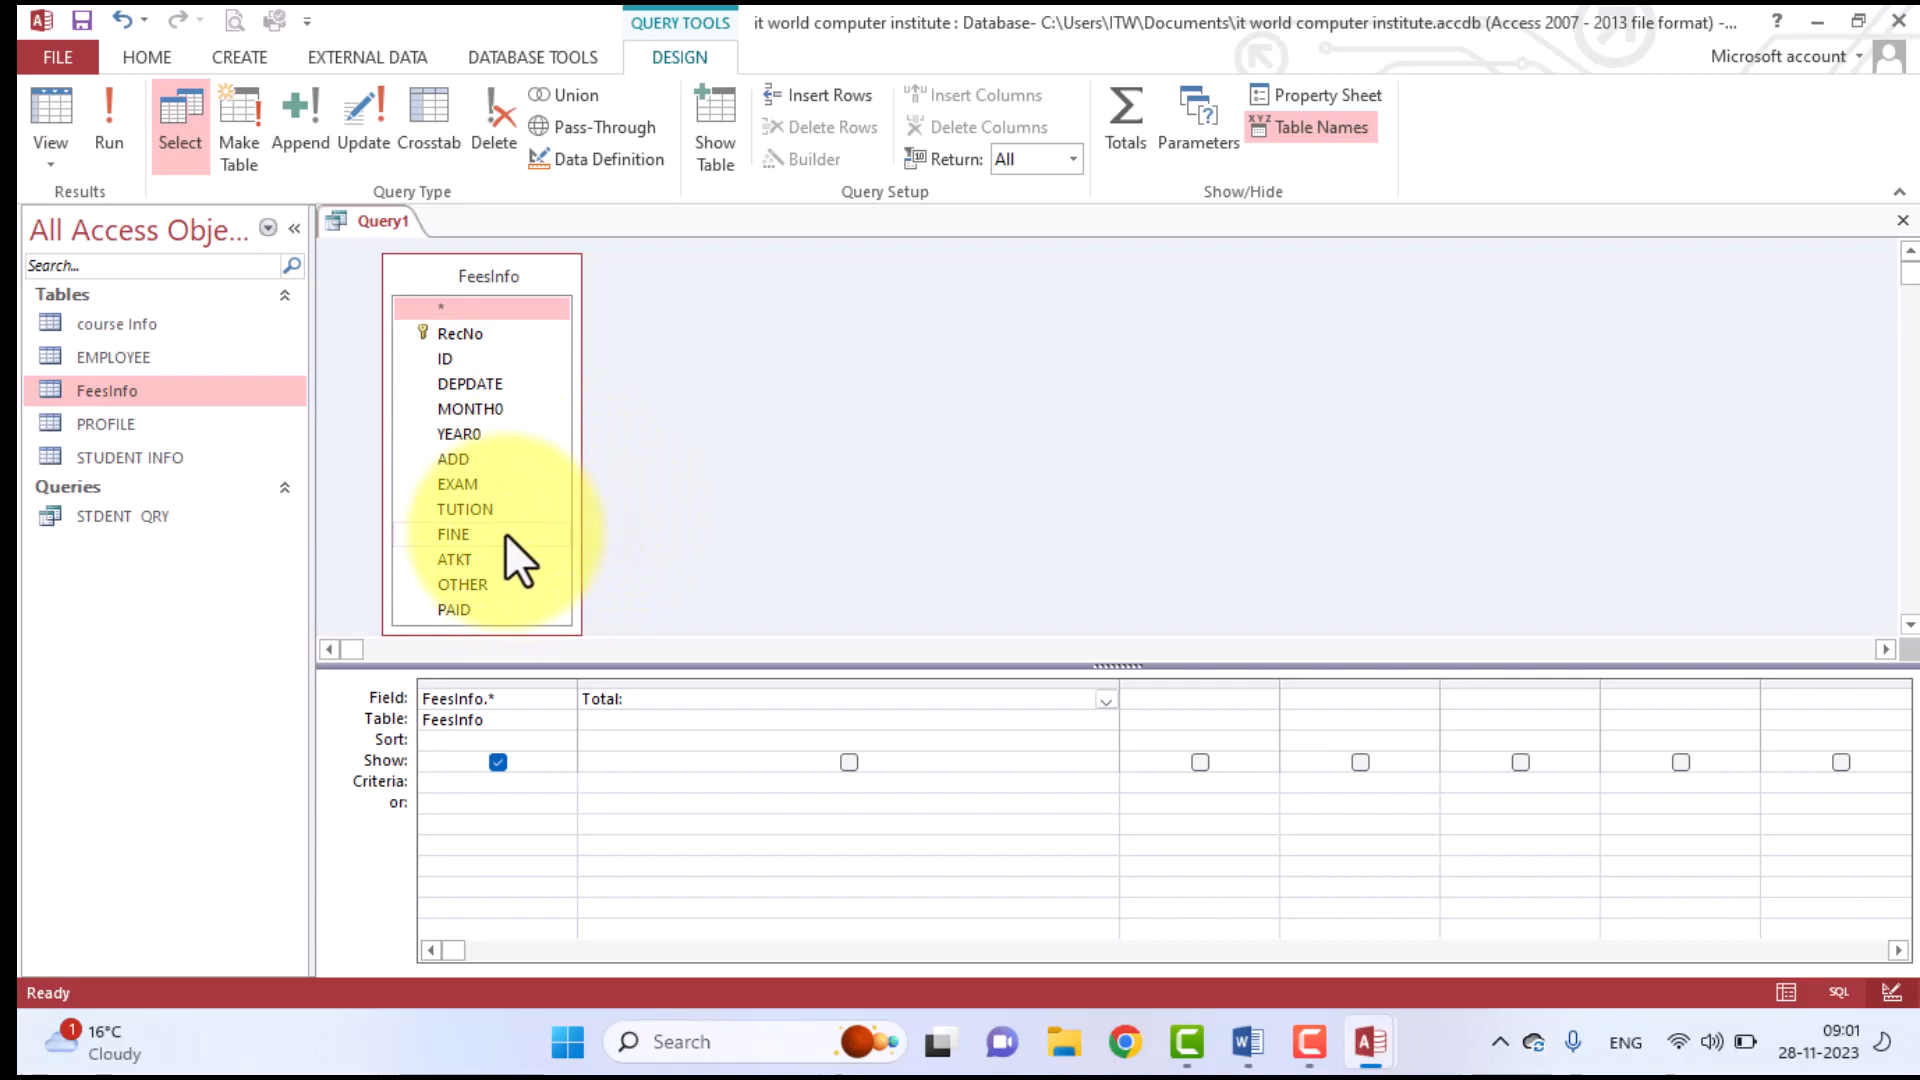 QUERY TOOLS
it world computer institute : Database- C:\Users\ITW\Documents\it world computer institute.accdb (Access 2007 - 2013 file format) -...
?
FILE
HOME
CREATE
EXTERNAL DATA
DATABASE TOOLS
DESIGN
Microsoft account
View
Run
Select
Make Table
Append
Update
Crosstab
Delete
Union
Pass-Through
Data Definition
Show Table
Insert Rows
Delete Rows
Builder
Insert Columns
Delete Columns
Return: All
Totals
Parameters
Property Sheet
Table Names
Results
Query Type
Query Setup
Show/Hide
All Access Obje...
Search...
Tables
course Info
EMPLOYEE
FeesInfo
PROFILE
STUDENT INFO
Queries
STDENT QRY
Query1
FeesInfo
*
RecNo
ID
DEPDATE
MONTH0
YEAR0
ADD
EXAM
TUTION
FINE
ATKT
OTHER
PAID
Field: FeesInfo.* Total:
Table: FeesInfo
Sort:
Show:
Criteria:
or:
Ready
SQL
1
16°C
Cloudy
Search
ENG
09:01
28-11-2023